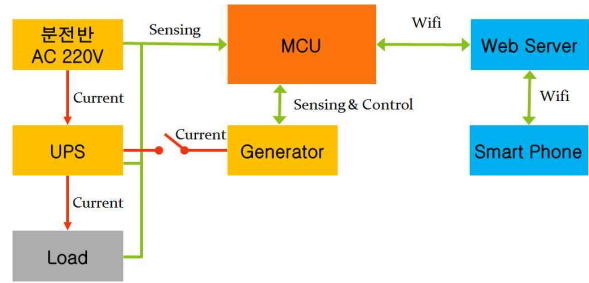 분전반
AC 220V
Sensing
MCU
Wifi
Web Server
Current
Sensing & Control
Wifi
UPS
Current
Generator
Smart Phone
Current
Load